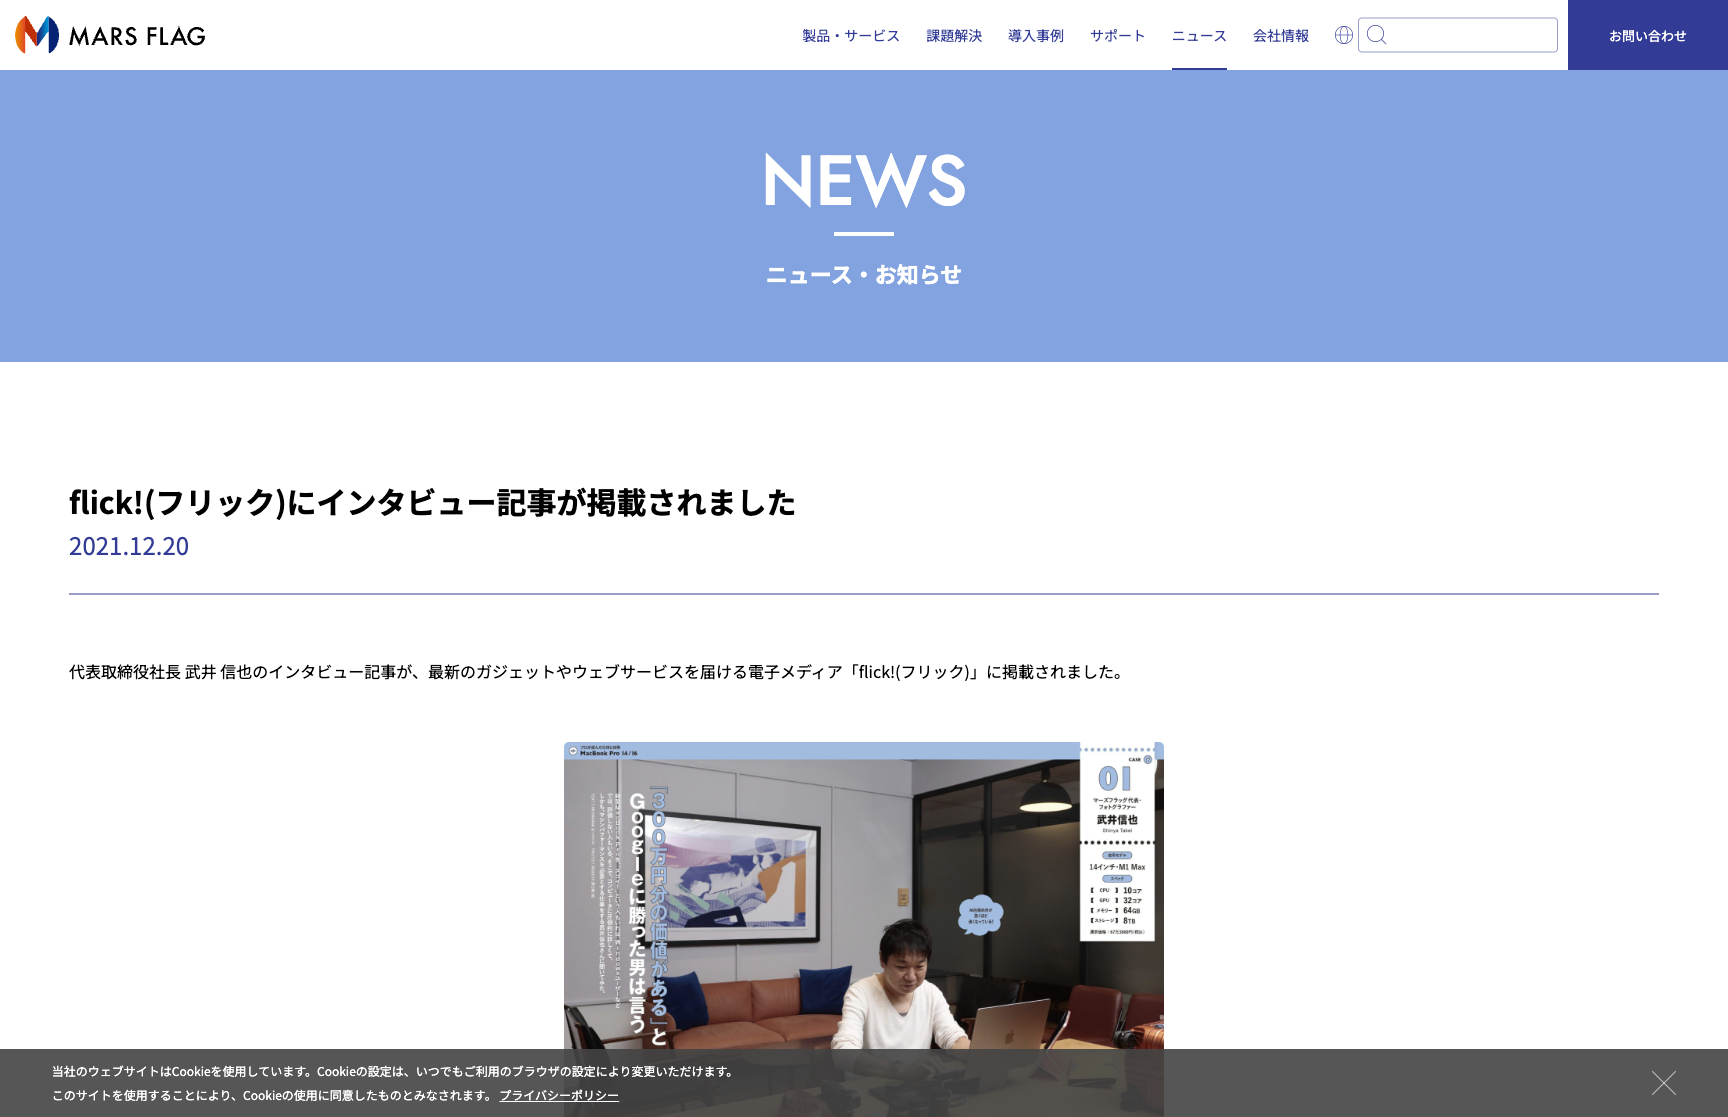 MARS FLAG
製品・サービス
課題解決
導入事例
サポート
ニュース
会社情報
お問い合わせ
NEWS
ニュース・お知らせ
flick!(フリック)にインタビュー記事が掲載されました
2021.12.20
代表取締役社長 武井 信也のインタビュー記事が、最新のガジェットやウェブサービスを届ける電子メディア「flick!(フリック)」に掲載されました。
MacBook Pro 14/16
「300万円分の価値がある」と
Googleに勝った男は言う
CASE
01
マーズフラッグ代表・
フォトグラファー
武井信也
Shinya Takei
14インチ・M1 Max
スペック
【 CPU 】 10コア
【 GPU 】 32コア
【 メモリー 】 64GB
【 ストレージ 】 8TB
当社のウェブサイトはCookieを使用しています。Cookieの設定は、いつでもご利用のブラウザの設定により変更いただけます。
このサイトを使用することにより、Cookieの使用に同意したものとみなされます。 プライバシーポリシー